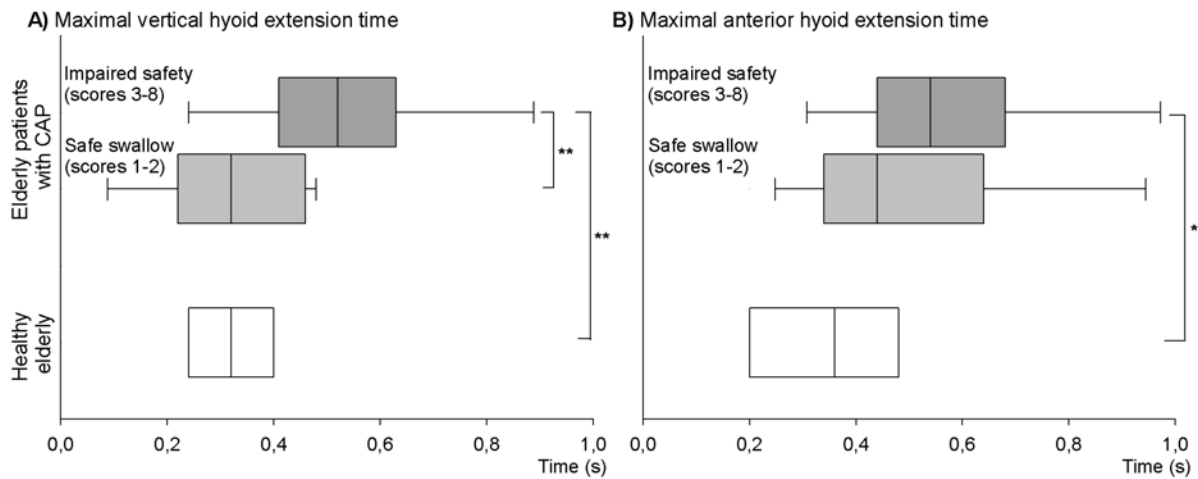 A) Maximal vertical hyoid extension time
Elderly patients
with CAP
Impaired safety
(scores 3-8)
Safe swallow
(scores 1-2)
**
**
Healthy
elderly
0,0 0,2 0,4 0,6 0,8 1,0
Time (s)
B) Maximal anterior hyoid extension time
Impaired safety
(scores 3-8)
Safe swallow
(scores 1-2)
*
0,0 0,2 0,4 0,6 0,8 1,0
Time (s)